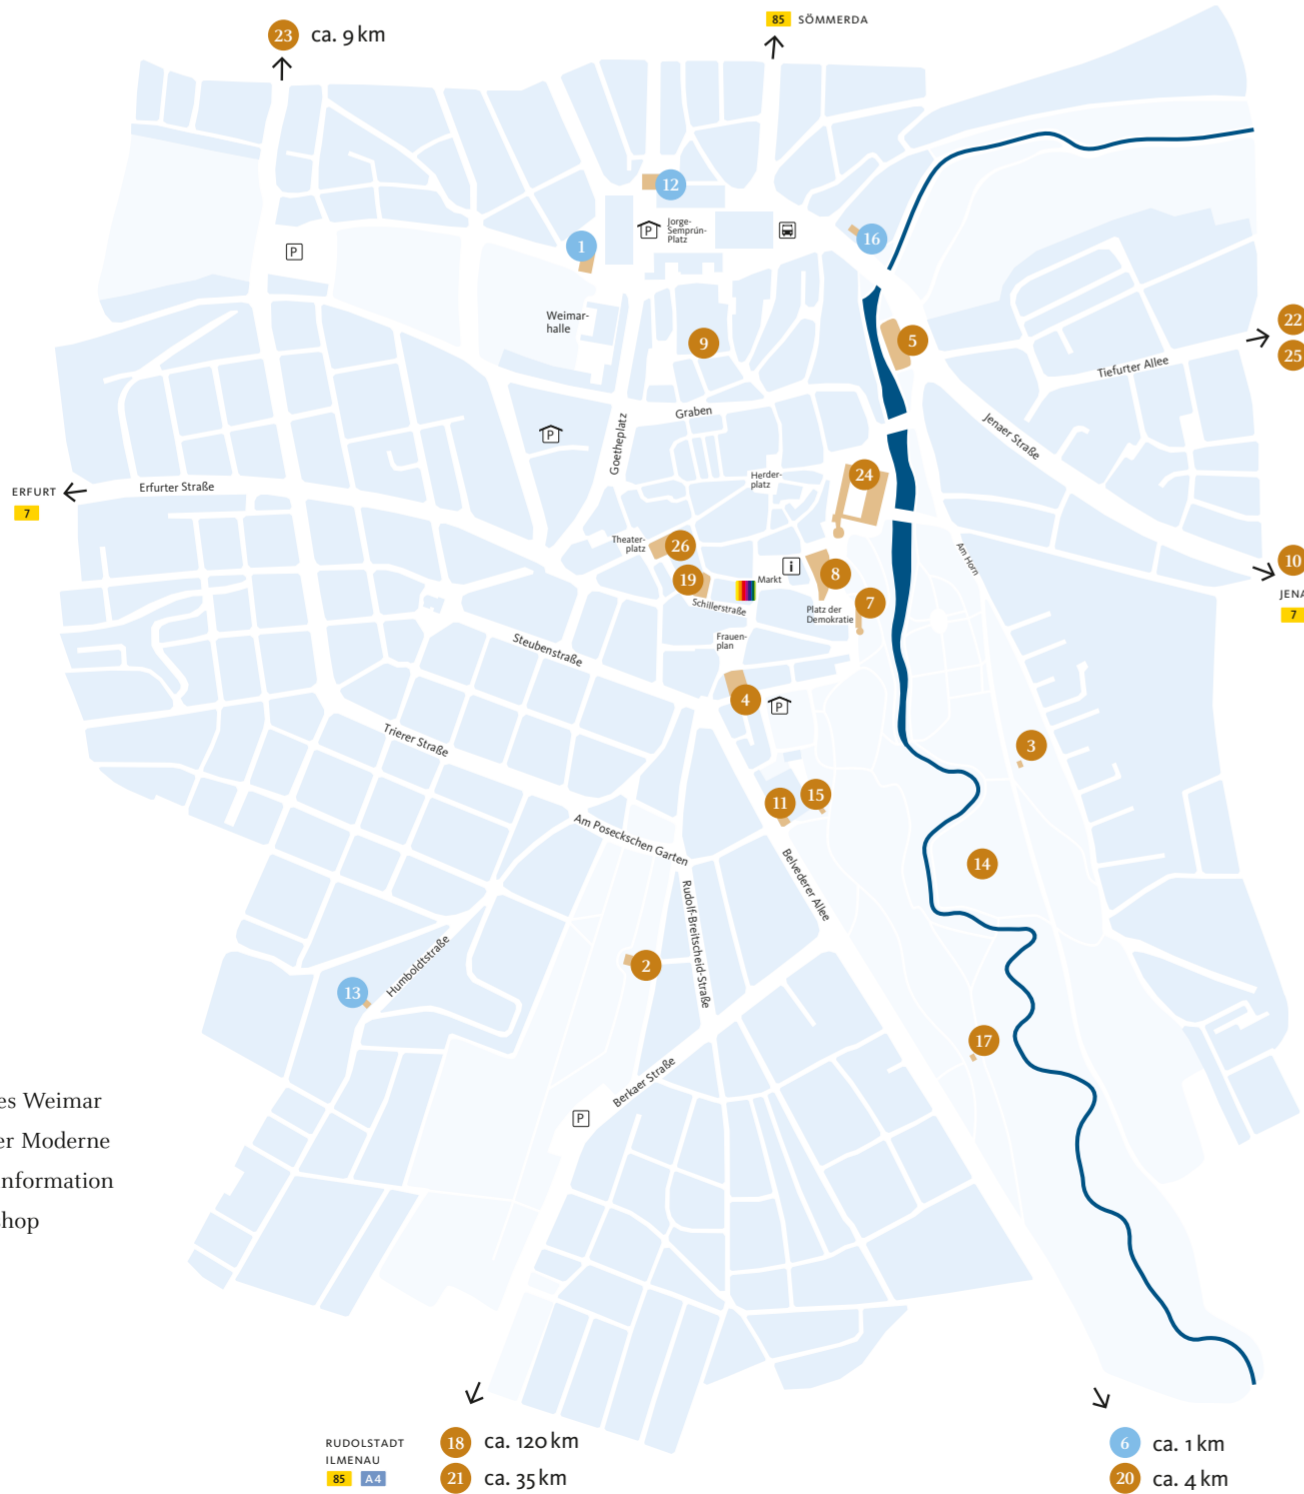 23 ca. 9 km
85 SÖMMERDA
12
Jorge-
Semprún-
Platz
P
16
1
P
Weimar-
halle
9
5
22
25
Tiefurter Allee
Graben
Jenaer Straße
Goetheplatz
P
Herder-
platz
24
ERFURT
7
Erfurter Straße
Theater-
platz
26
Am Horn
10
JENA
7
i
8
19
Markt
Schillerstraße
Platz der
Demokratie
7
Frauen-
plan
Steubenstraße
4
P
Trierer Straße
3
11
15
Am Poseckschen Garten
Belvederer Allee
14
Rudolf-Breitscheid-Straße
2
Humboldtstraße
13
17
Berkaer Straße
P
es Weimar
er Moderne
nformation
hop
RUDOLSTADT
ILMENAU
85 A4
18 ca. 120 km
21 ca. 35 km
6 ca. 1 km
20 ca. 4 km